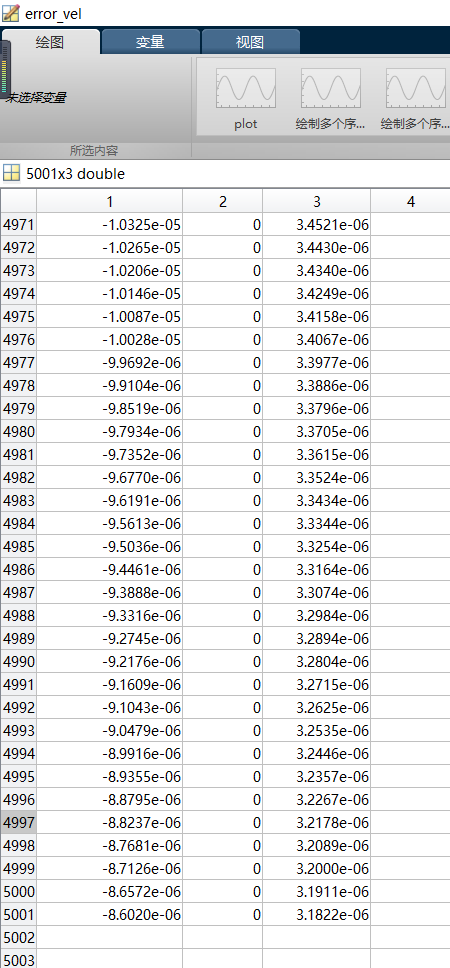 error_vel
绘图 变量 视图
未选择变量
plot 绘制多个序... 绘制多个序...
所选内容
5001x3 double
1 2 3 4
4971 -1.0325e-05 0 3.4521e-06
4972 -1.0265e-05 0 3.4430e-06
4973 -1.0206e-05 0 3.4340e-06
4974 -1.0146e-05 0 3.4249e-06
4975 -1.0087e-05 0 3.4158e-06
4976 -1.0028e-05 0 3.4067e-06
4977 -9.9692e-06 0 3.3977e-06
4978 -9.9104e-06 0 3.3886e-06
4979 -9.8519e-06 0 3.3796e-06
4980 -9.7934e-06 0 3.3705e-06
4981 -9.7352e-06 0 3.3615e-06
4982 -9.6770e-06 0 3.3524e-06
4983 -9.6191e-06 0 3.3434e-06
4984 -9.5613e-06 0 3.3344e-06
4985 -9.5036e-06 0 3.3254e-06
4986 -9.4461e-06 0 3.3164e-06
4987 -9.3888e-06 0 3.3074e-06
4988 -9.3316e-06 0 3.2984e-06
4989 -9.2745e-06 0 3.2894e-06
4990 -9.2176e-06 0 3.2804e-06
4991 -9.1609e-06 0 3.2715e-06
4992 -9.1043e-06 0 3.2625e-06
4993 -9.0479e-06 0 3.2535e-06
4994 -8.9916e-06 0 3.2446e-06
4995 -8.9355e-06 0 3.2357e-06
4996 -8.8795e-06 0 3.2267e-06
4997 -8.8237e-06 0 3.2178e-06
4998 -8.7681e-06 0 3.2089e-06
4999 -8.7126e-06 0 3.2000e-06
5000 -8.6572e-06 0 3.1911e-06
5001 -8.6020e-06 0 3.1822e-06
5002
5003